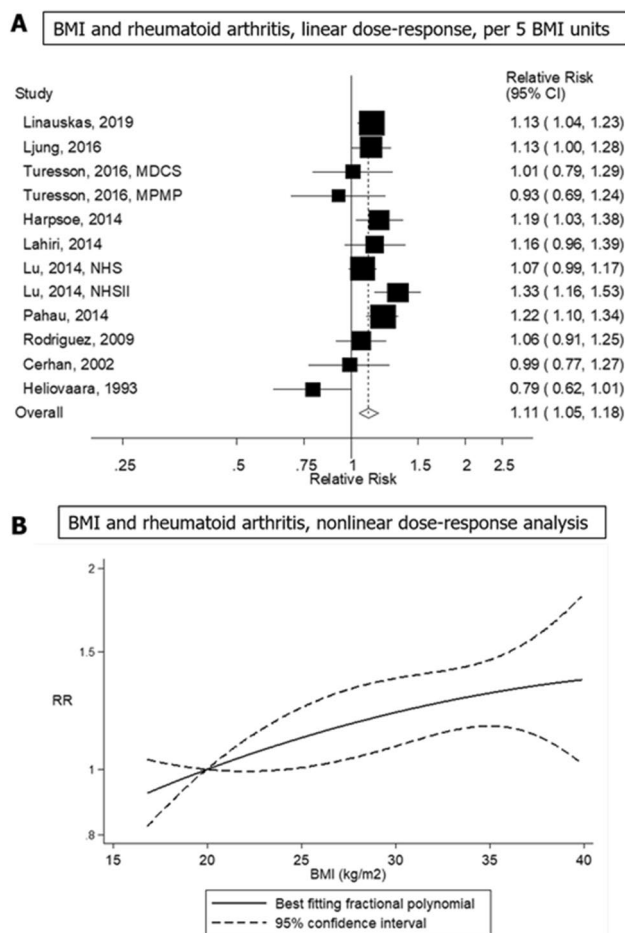 A
BMI and rheumatoid arthritis, linear dose-response, per 5 BMI units
Relative Risk
Study (95% CI)
Linauskas, 2019 1.13 ( 1.04, 1.23)
Ljung, 2016 1.13 ( 1.00, 1.28)
Turesson, 2016, MDCS 1.01 ( 0.79, 1.29)
Turesson, 2016, MPMP 0.93 ( 0.69, 1.24)
Harpsoe, 2014 1.19 ( 1.03, 1.38)
Lahiri, 2014 1.16 ( 0.96, 1.39)
Lu, 2014, NHS 1.07 ( 0.99, 1.17)
Lu, 2014, NHSII 1.33 ( 1.16, 1.53)
Pahau, 2014 1.22 ( 1.10, 1.34)
Rodriguez, 2009 1.06 ( 0.91, 1.25)
Cerhan, 2002 0.99 ( 0.77, 1.27)
Heliovaara, 1993 0.79 ( 0.62, 1.01)
Overall 1.11 ( 1.05, 1.18)
.25 .5 .75 1 1.5 2 2.5
Relative Risk
B
BMI and rheumatoid arthritis, nonlinear dose-response analysis
2
1.5
RR
1
.8
15 20 25 30 35 40
BMI (kg/m2)
Best fitting fractional polynomial
95% confidence interval